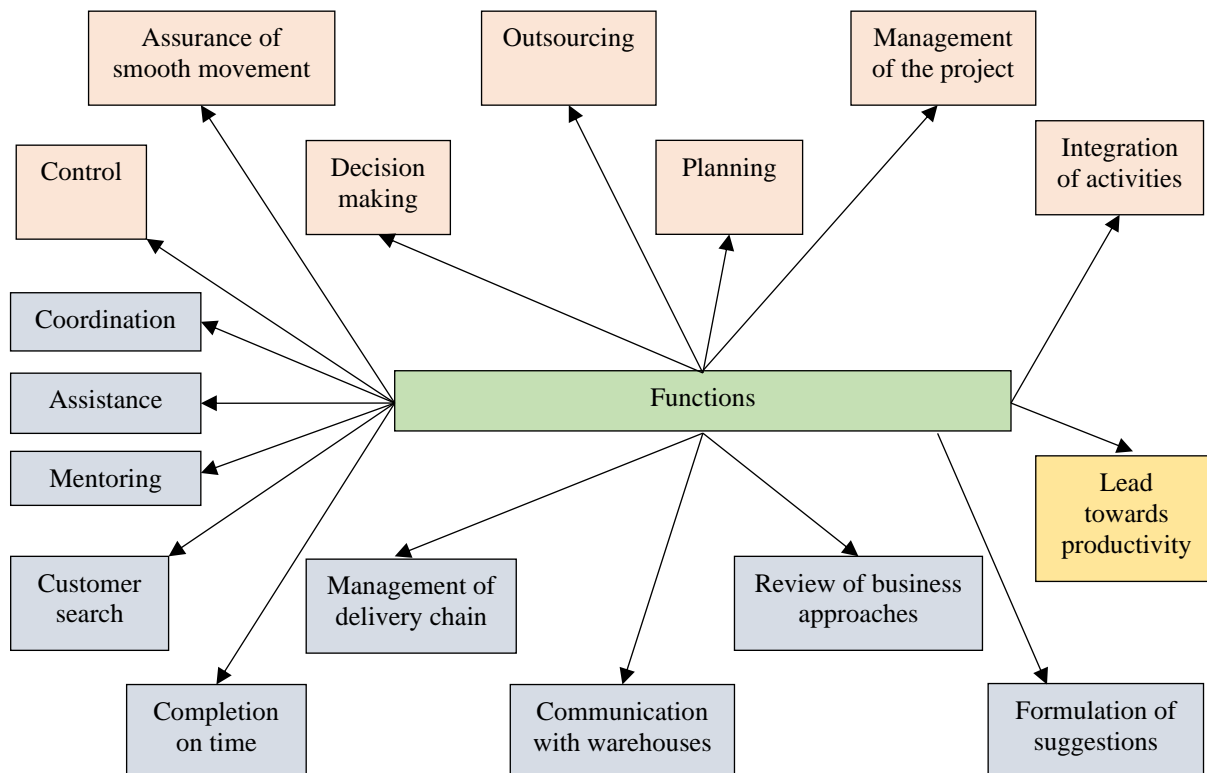 Assurance of
smooth movement
Outsourcing
Management
of the project
Control
Decision
making
Planning
Integration
of activities
Coordination
Assistance
Functions
Mentoring
Lead
towards
productivity
Customer
search
Management of
delivery chain
Review of business
approaches
Completion
on time
Communication
with warehouses
Formulation of
suggestions